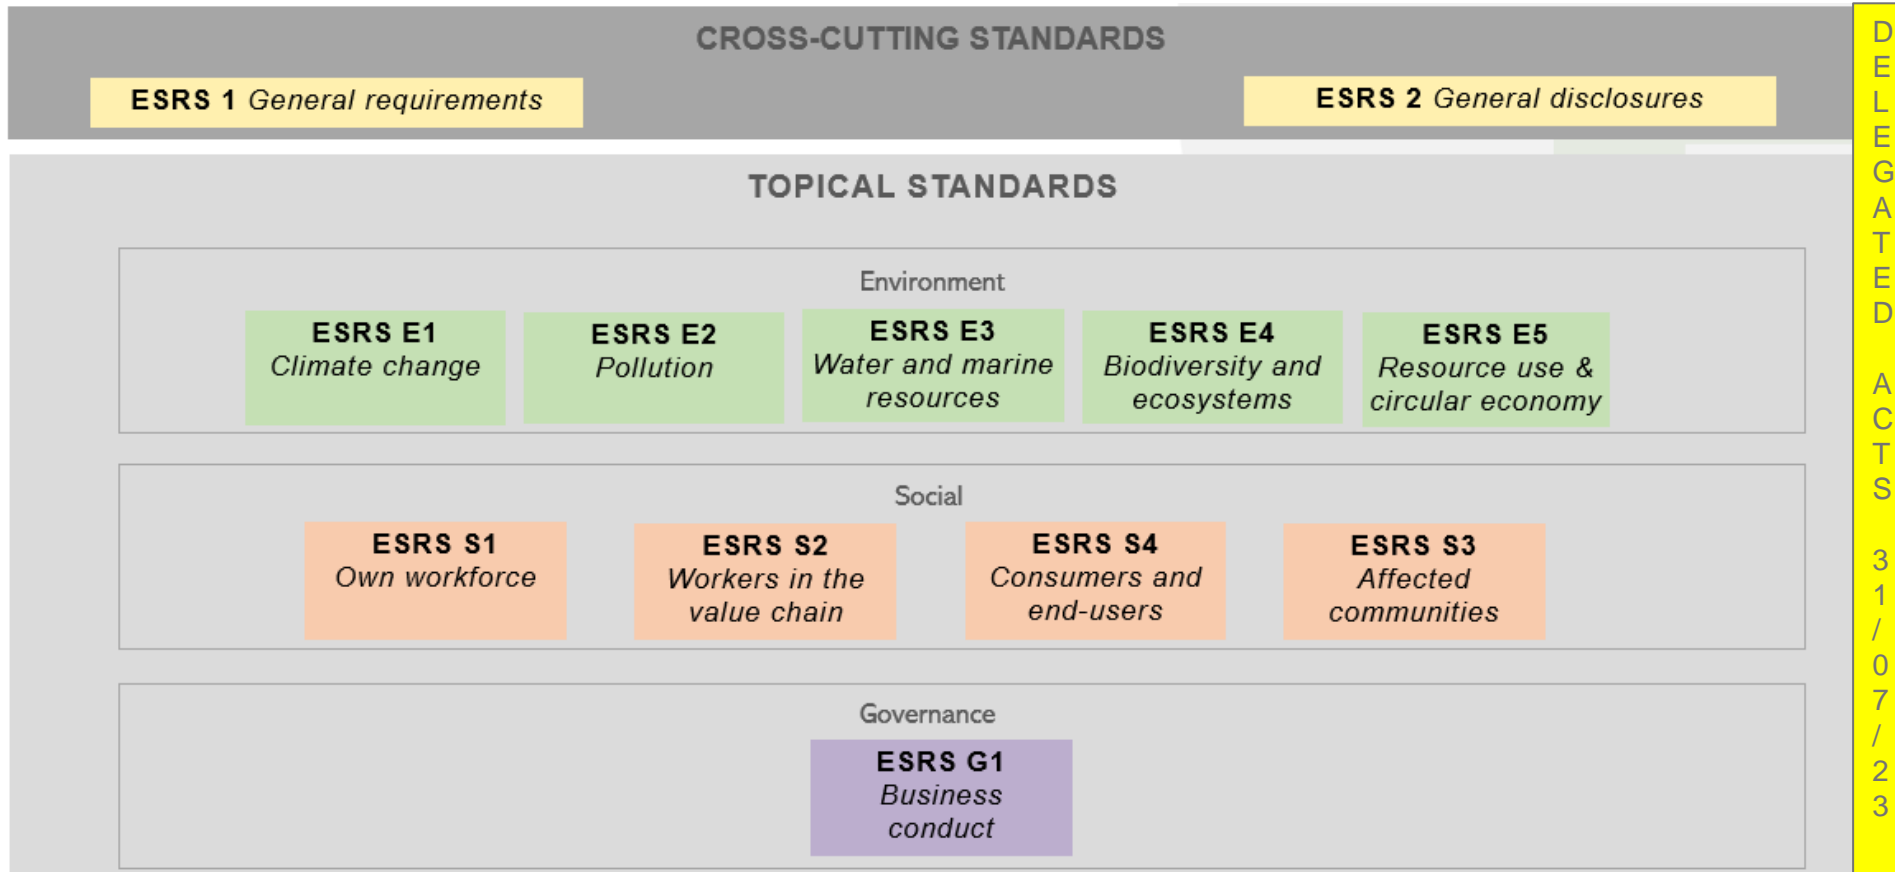 CROSS-CUTTING STANDARDS
ESRS 1 General requirements
ESRS 2 General disclosures
TOPICAL STANDARDS
Environment
ESRS E1
Climate change
ESRS E2
Pollution
ESRS E3
Water and marine
resources
ESRS E4
Biodiversity and
ecosystems
ESRS E5
Resource use &
circular economy
Social
ESRS S1
Own workforce
ESRS S2
Workers in the
value chain
ESRS S4
Consumers and
end-users
ESRS S3
Affected
communities
Governance
ESRS G1
Business
conduct
DELEGATED ACTS 31/07/23